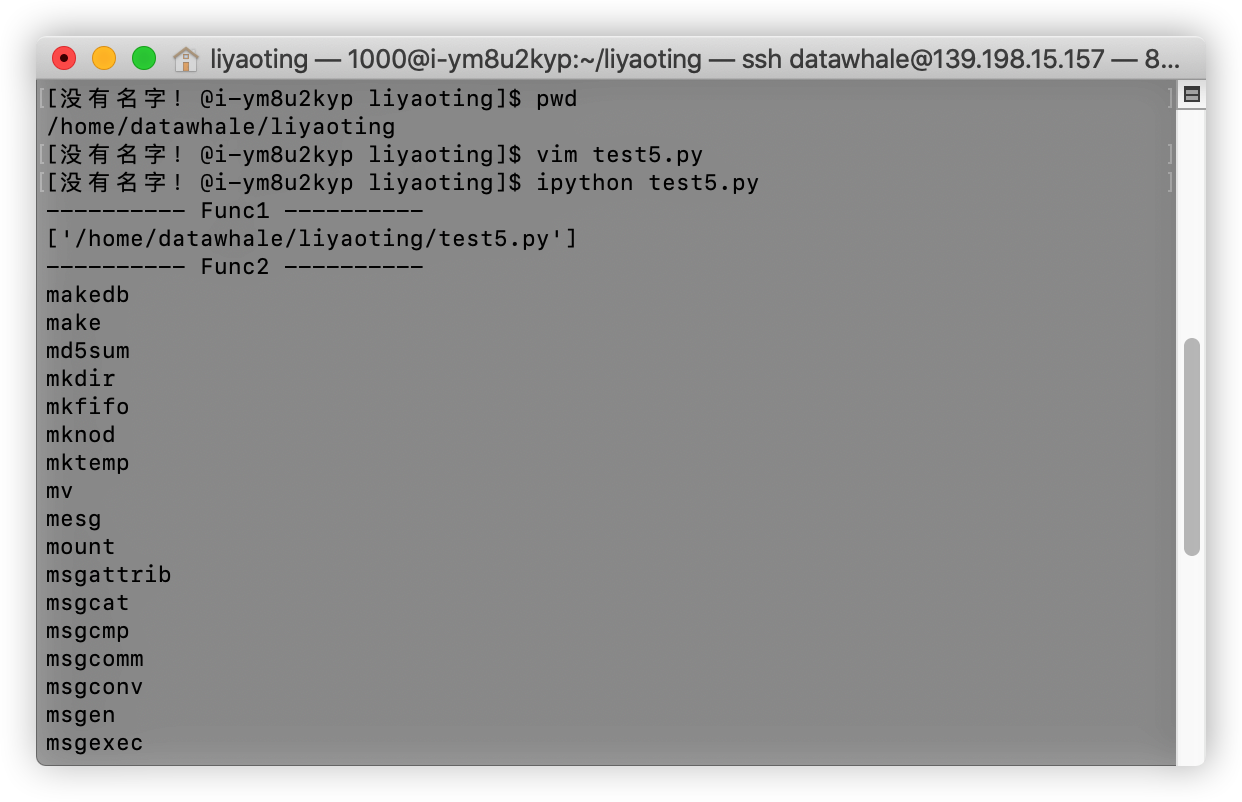 liyaoting — 1000@i-ym8u2kyp:~/liyaoting — ssh datawhale@139.198.15.157 — 8...
[[没有名字！@i-ym8u2kyp liyaoting]$ pwd ]
/home/datawhale/liyaoting
[[没有名字！@i-ym8u2kyp liyaoting]$ vim test5.py ]
[[没有名字！@i-ym8u2kyp liyaoting]$ ipython test5.py ]
---------- Func1 ----------
['/home/datawhale/liyaoting/test5.py']
---------- Func2 ----------
makedb
make
md5sum
mkdir
mkfifo
mknod
mktemp
mv
mesg
mount
msgattrib
msgcat
msgcmp
msgcomm
msgconv
msgen
msgexec